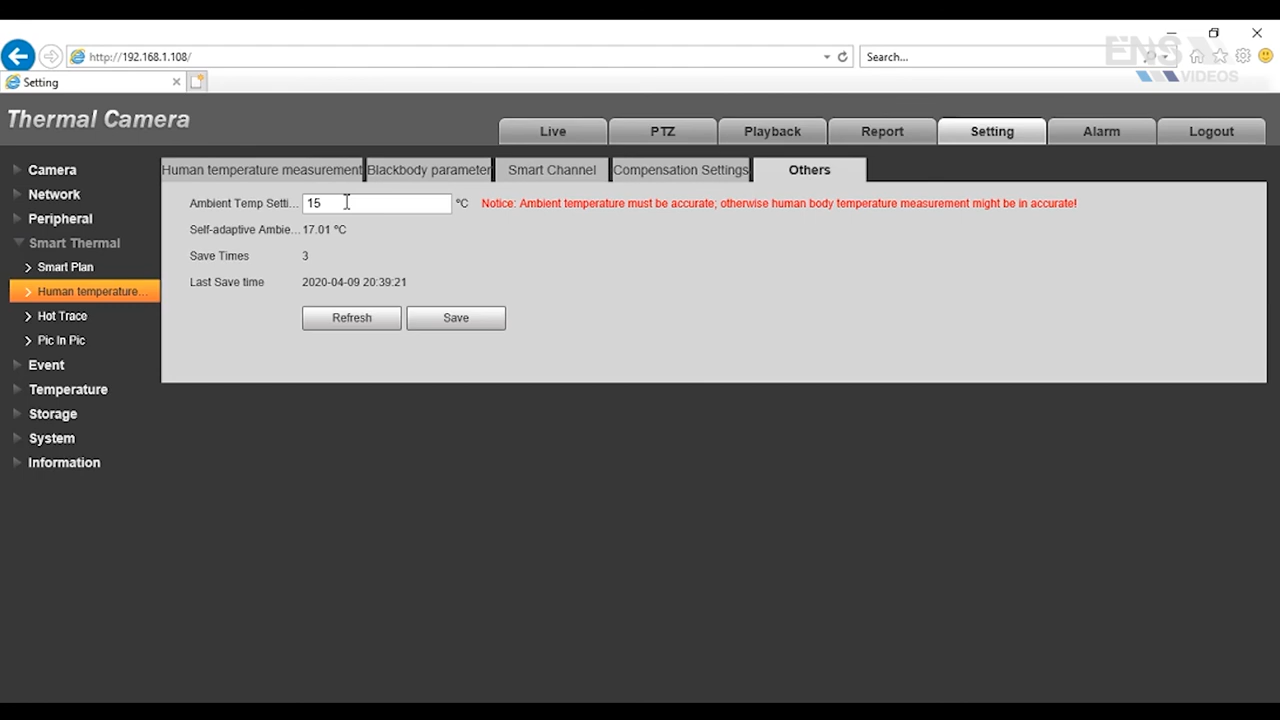 http://192.168.1.108/
Search...
ENS
VIDEOS
Setting
Thermal Camera
Live
PTZ
Playback
Report
Setting
Alarm
Logout
Camera
Network
Peripheral
Smart Thermal
Smart Plan
Human temperature...
Hot Trace
Pic In Pic
Event
Temperature
Storage
System
Information
Human temperature measurement
Blackbody parameter
Smart Channel
Compensation Settings
Others
Ambient Temp Setti... 15 °C Notice: Ambient temperature must be accurate; otherwise human body temperature measurement might be in accurate!
Self-adaptive Ambie... 17.01 °C
Save Times 3
Last Save time 2020-04-09 20:39:21
Refresh
Save